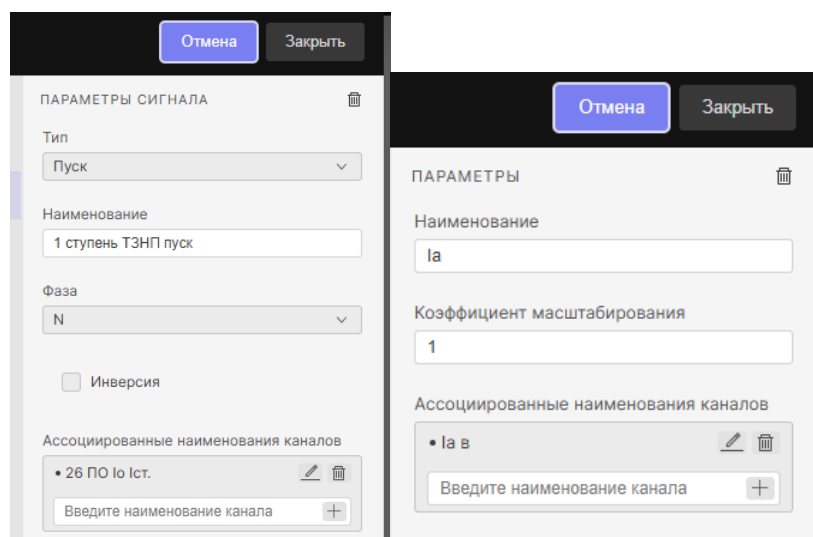 Отмена
Закрыть
ПАРАМЕТРЫ СИГНАЛА
Тип
Пуск
Наименование
1 ступень ТЗНП пуск
Фаза
N
Инверсия
Ассоциированные наименования каналов
• 26 ПО Io Iст.
Введите наименование канала
Отмена
Закрыть
ПАРАМЕТРЫ
Наименование
Ia
Коэффициент масштабирования
1
Ассоциированные наименования каналов
• Ia в
Введите наименование канала